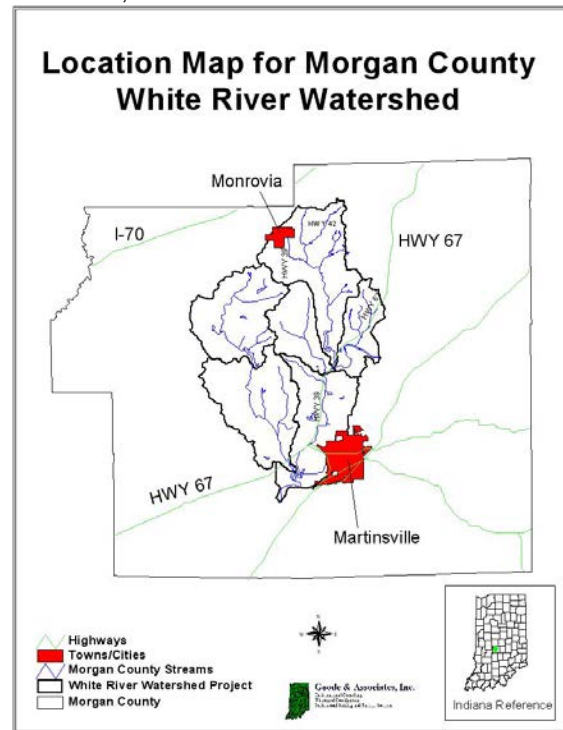 Location Map for Morgan County
White River Watershed
Monrovia
I-70
HWY 42
HWY 39
HWY 67
HWY 67
HWY 39
HWY 67
Martinsville
Highways
Towns/Cities
Morgan County Streams
White River Watershed Project
Morgan County
Goode & Associates, Inc.
Indiana Reference